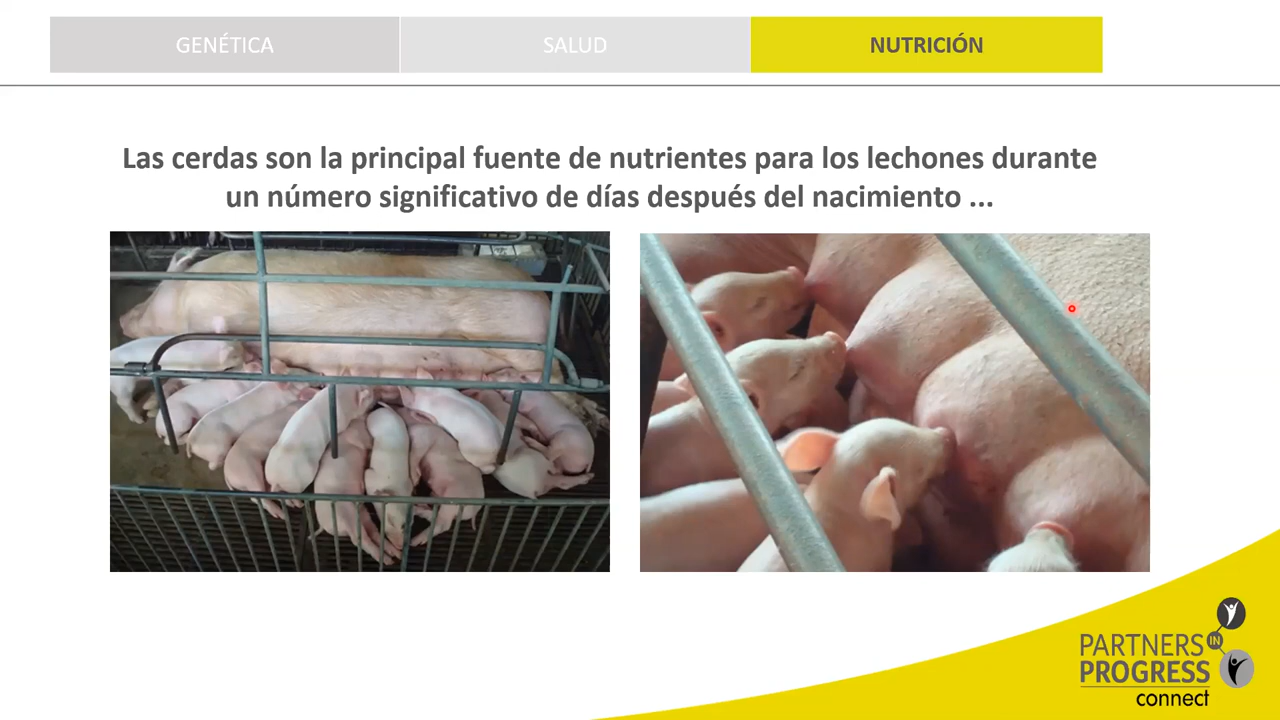 GENÉTICA
SALUD
NUTRICIÓN
Las cerdas son la principal fuente de nutrientes para los lechones durante
un número significativo de días después del nacimiento ...
PARTNERS IN
PROGRESS
connect